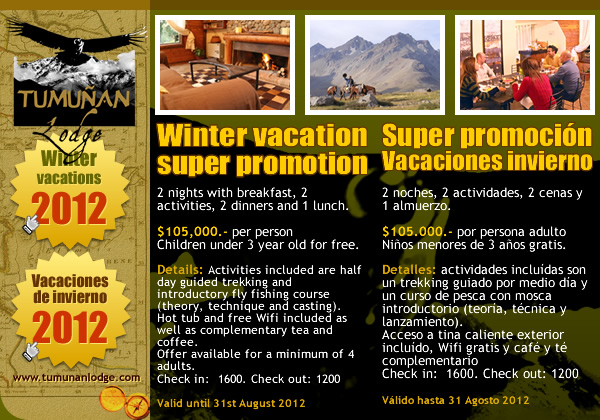 TUMUÑAN
Lodge
Winter
vacations
2012
Vacaciones
de invierno
2012
www.tumunanlodge.com
Winter vacation
super promotion
2 nights with breakfast, 2
activities, 2 dinners and 1 lunch.
$105,000.- per person
Children under 3 year old for free.
Details: Activities included are half
day guided trekking and
introductory fly fishing course
(theory, technique and casting).
Hot tub and free Wifi included as
well as complementary tea and
coffee.
Offer available for a minimum of 4
adults.
Check in:  1600. Check out: 1200
Valid until 31st August 2012
Super promoción
Vacaciones invierno
2 noches, 2 actividades, 2 cenas y
1 almuerzo.
$105.000.- por persona adulto
Niños menores de 3 años gratis.
Detalles: actividades incluídas son
un trekking guiado por medio día y
un curso de pesca con mosca
introductorio (teoría, técnica y
lanzamiento).
Acceso a tina caliente exterior
incluído, Wifi gratis y café y té
complementario
Check in:  1600. Check out: 1200
Válido hasta 31 Agosto 2012